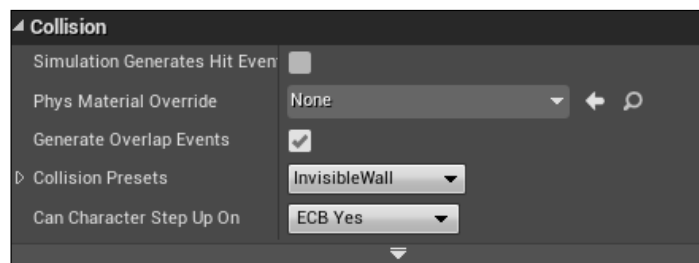 Collision
Simulation Generates Hit Even
Phys Material Override None
Generate Overlap Events
Collision Presets InvisibleWall
Can Character Step Up On ECB Yes